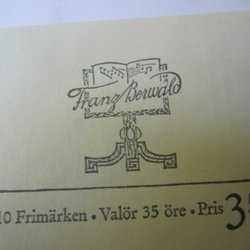 Franz Berwald
10 Frimärken • Valör 35 öre • Pris 3